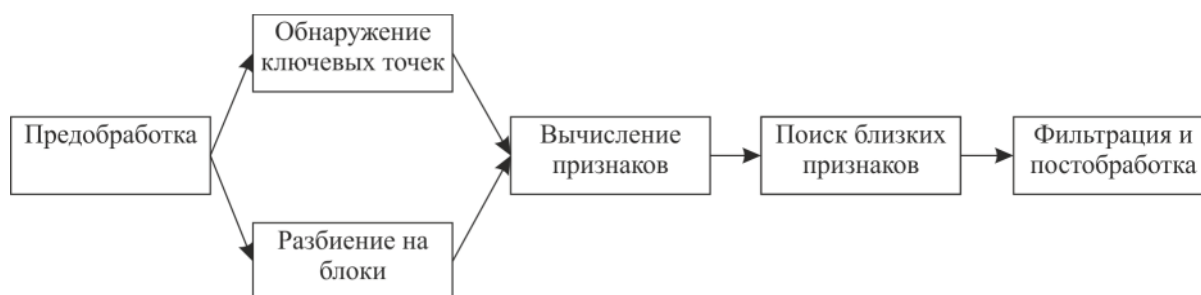 Обнаружение
ключевых точек
Предобработка
Вычисление
признаков
Поиск близких
признаков
Фильтрация и
постобработка
Разбиение на
блоки